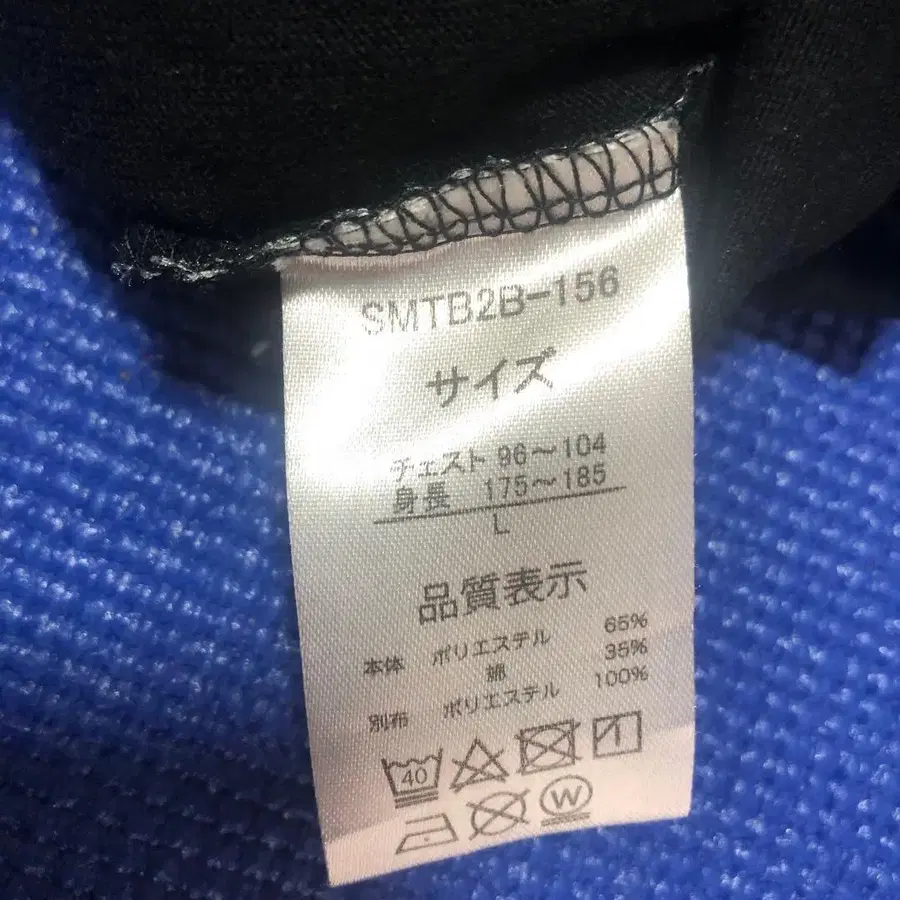 SMTB2B-156
サイズ
チェスト 96～104
身長 175～185
L
品質表示
本体 ポリエステル 65%
綿 35%
別布 ポリエステル 100%
40
W